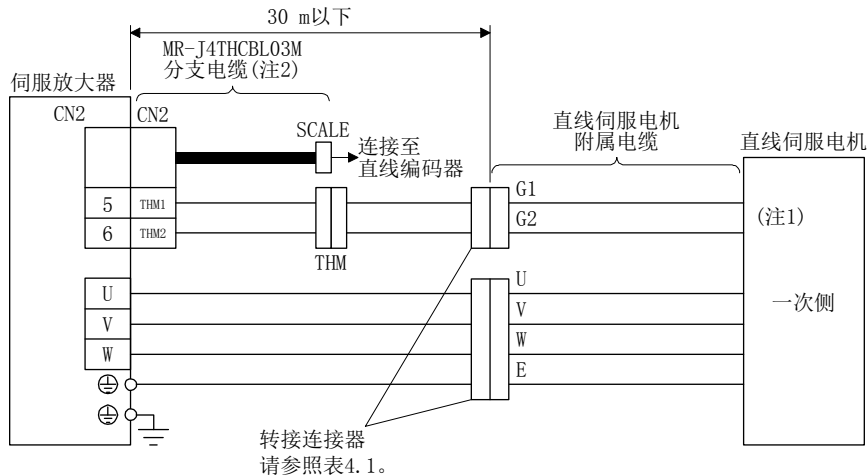 30 m以下
MR-J4THCBL03M
分支电缆(注2)
伺服放大器
CN2
CN2
SCALE
连接至
直线编码器
直线伺服电机
附属电缆
直线伺服电机
5
THM1
G1
(注1)
6
THM2
G2
THM
U
U
V
V
一次侧
W
W
E
转接连接器
请参照表4.1。